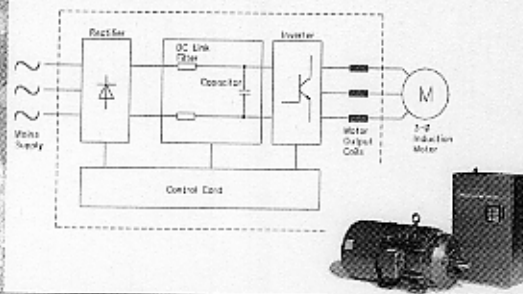 Rectifier
DC Link
Filter
Capacitor
Inverter
Mains
Supply
Motor
Output
Coils
M
3-Ø
Induction
Motor
Control Card